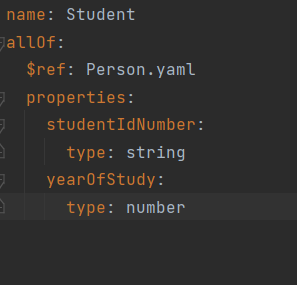 name: Student
allOf:
  $ref: Person.yaml
  properties:
    studentIdNumber:
      type: string
    yearOfStudy:
      type: number